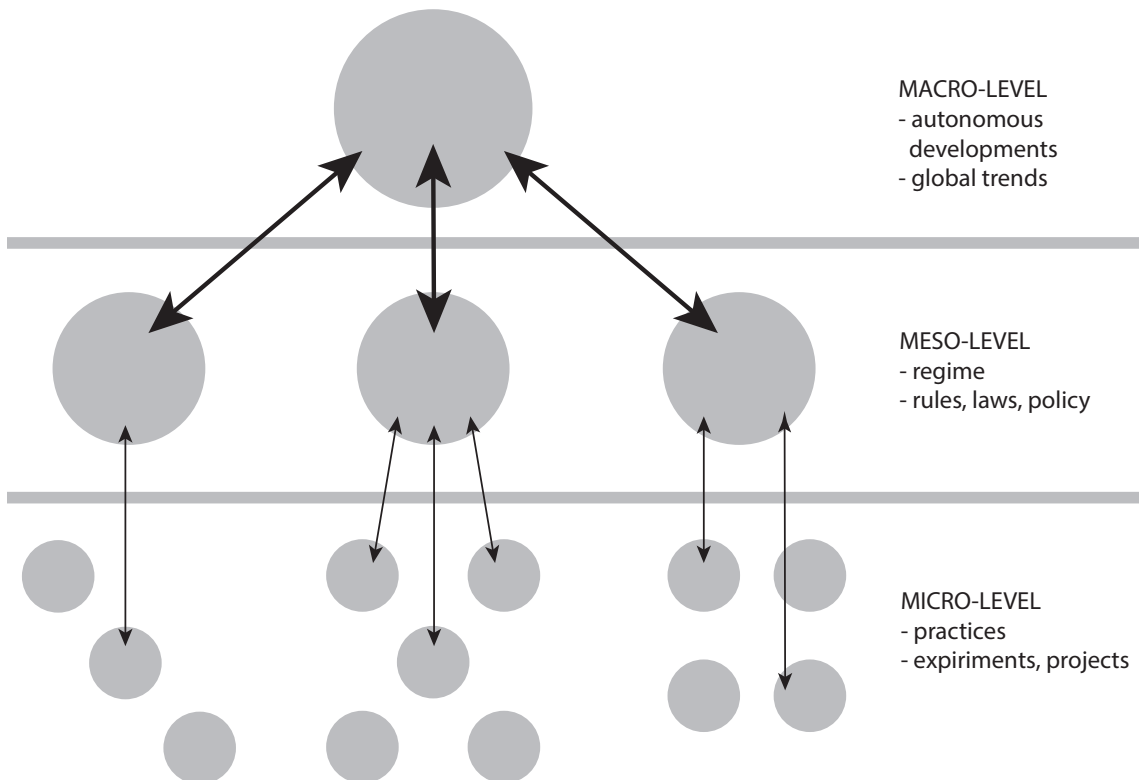 MACRO-LEVEL
- autonomous
developments
- global trends
MESO-LEVEL
- regime
- rules, laws, policy
MICRO-LEVEL
- practices
- expiriments, projects